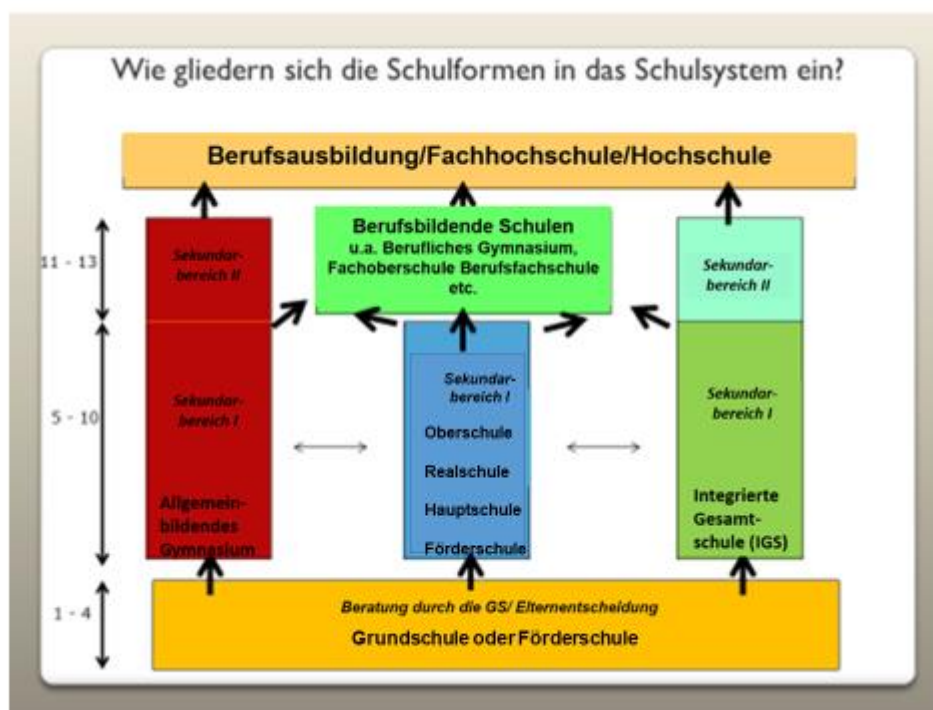 Wie gliedern sich die Schulformen in das Schulsystem ein?
Berufsausbildung/Fachhochschule/Hochschule
11 - 13
Sekundar-
bereich II
Berufsbildende Schulen
u.a. Berufliches Gymnasium,
Fachoberschule Berufsfachschule
etc.
Sekundar-
bereich II
5 - 10
Sekundar-
bereich I
Allgemein-
bildendes
Gymnasium
Sekundar-
bereich I
Oberschule
Realschule
Hauptschule
Förderschule
Sekundar-
bereich I
Integrierte
Gesamt-
schule (IGS)
1 - 4
Beratung durch die GS/ Elternentscheidung
Grundschule oder Förderschule